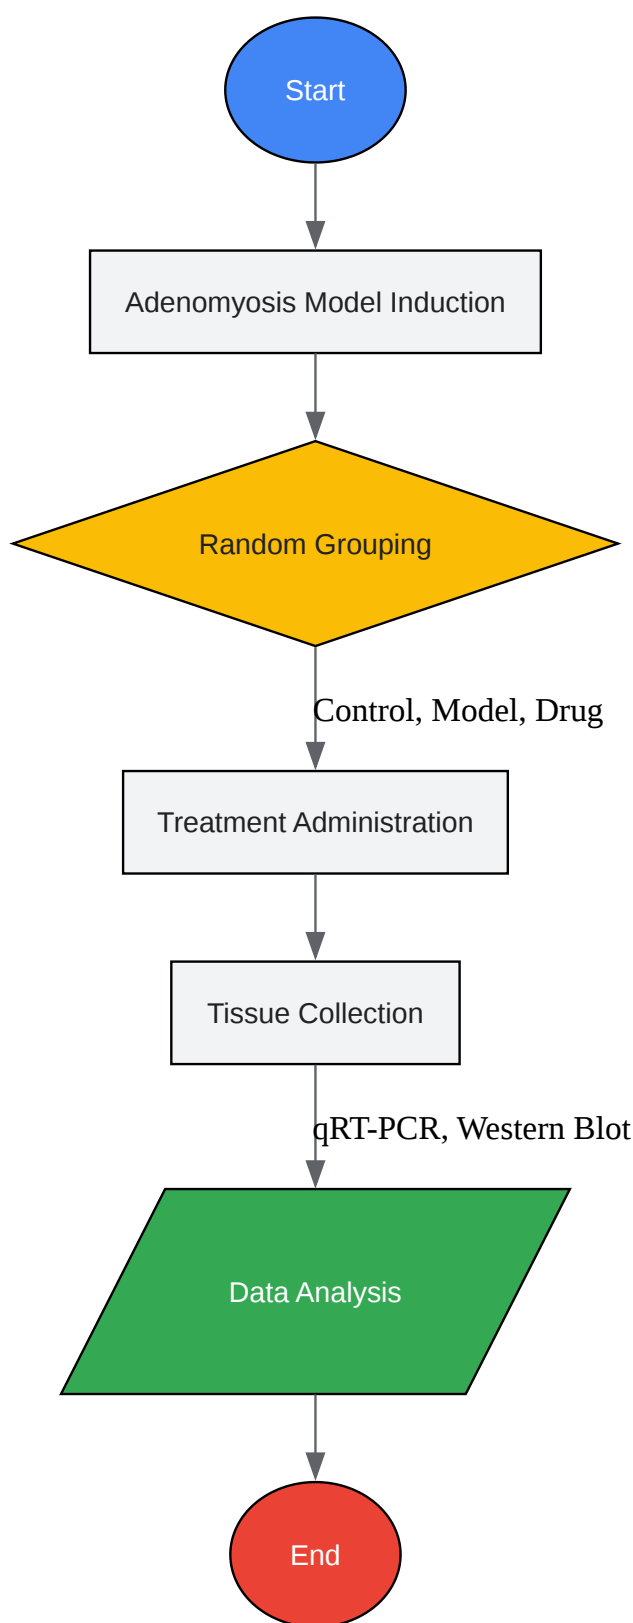 Start
Adenomyosis Model Induction
Random Grouping
Control, Model, Drug
Treatment Administration
Tissue Collection
qRT-PCR, Western Blot
Data Analysis
End